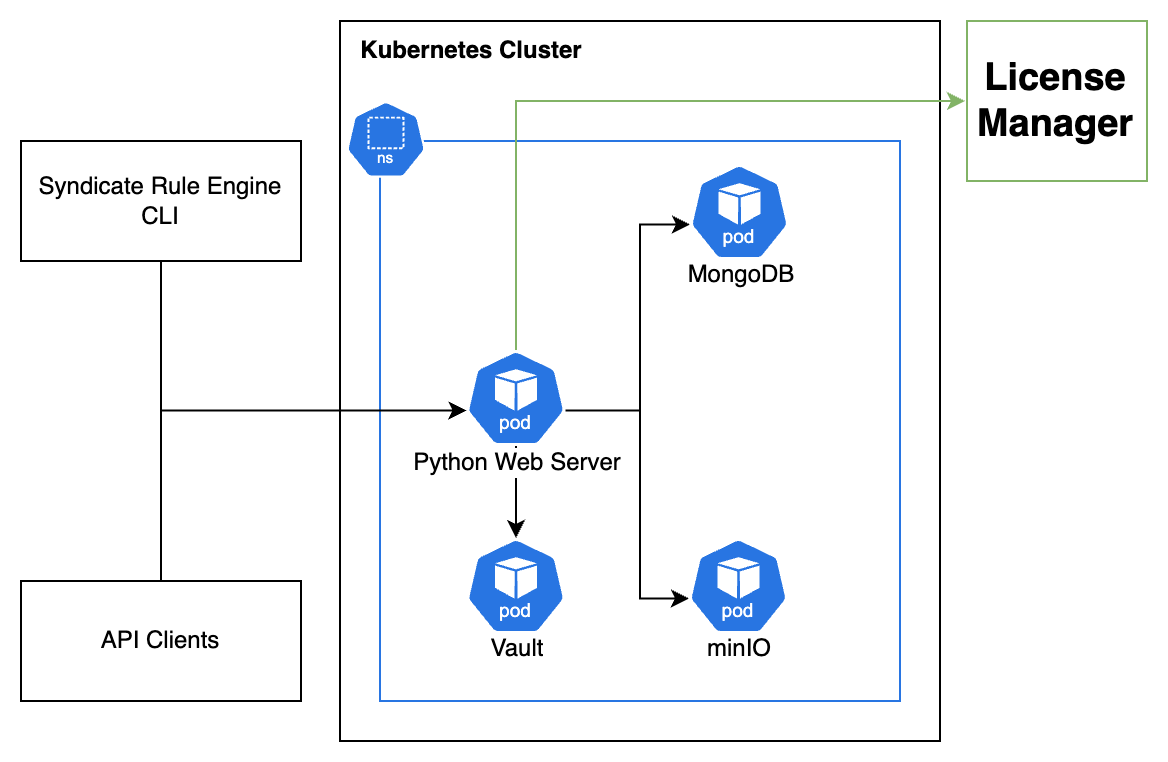 Kubernetes Cluster
License
Manager
ns
Syndicate Rule Engine
CLI
pod
MongoDB
pod
Python Web Server
pod
Vault
pod
minIO
API Clients